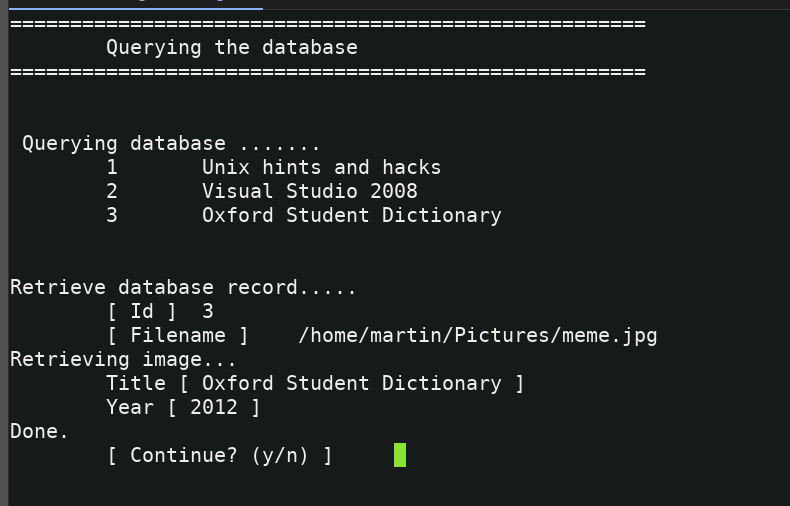 =====================================================
Querying the database
=====================================================
Querying database .......
1 Unix hints and hacks
2 Visual Studio 2008
3 Oxford Student Dictionary
Retrieve database record.....
[ Id ] 3
[ Filename ] /home/martin/Pictures/meme.jpg
Retrieving image...
Title [ Oxford Student Dictionary ]
Year [ 2012 ]
Done.
[ Continue? (y/n) ]